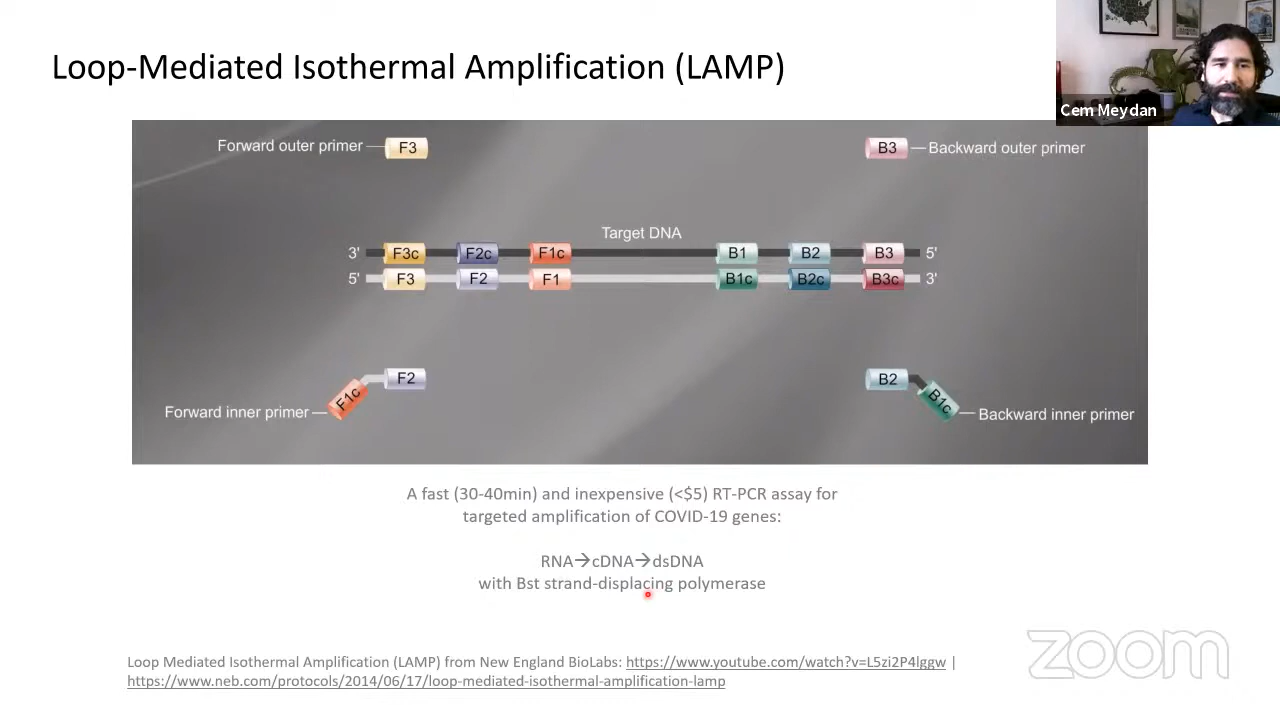 Loop-Mediated Isothermal Amplification (LAMP)
Cem Meydan
Forward outer primer
F3
B3
Backward outer primer
Target DNA
3' F3c F2c F1c B1 B2 B3 5'
5' F3 F2 F1 B1c B2c B3c 3'
F2
B2
Forward inner primer
F1c
B1c
Backward inner primer
A fast (30-40min) and inexpensive (<$5) RT-PCR assay for
targeted amplification of COVID-19 genes:
RNA→cDNA→dsDNA
with Bst strand-displacing polymerase
zoom
Loop Mediated Isothermal Amplification (LAMP) from New England BioLabs: https://www.youtube.com/watch?v=L5zi2P4lggw |
https://www.neb.com/protocols/2014/06/17/loop-mediated-isothermal-amplification-lamp